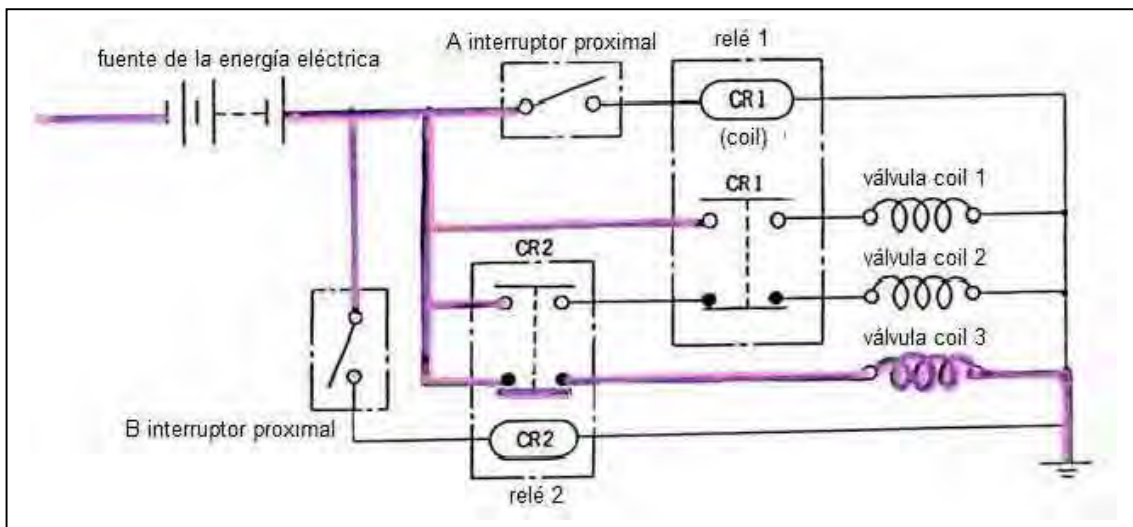 A interruptor proximal
relé 1
fuente de la energía eléctrica
CR1
(coil)
CR1
válvula coil 1
CR2
válvula coil 2
válvula coil 3
B interruptor proximal
CR2
relé 2